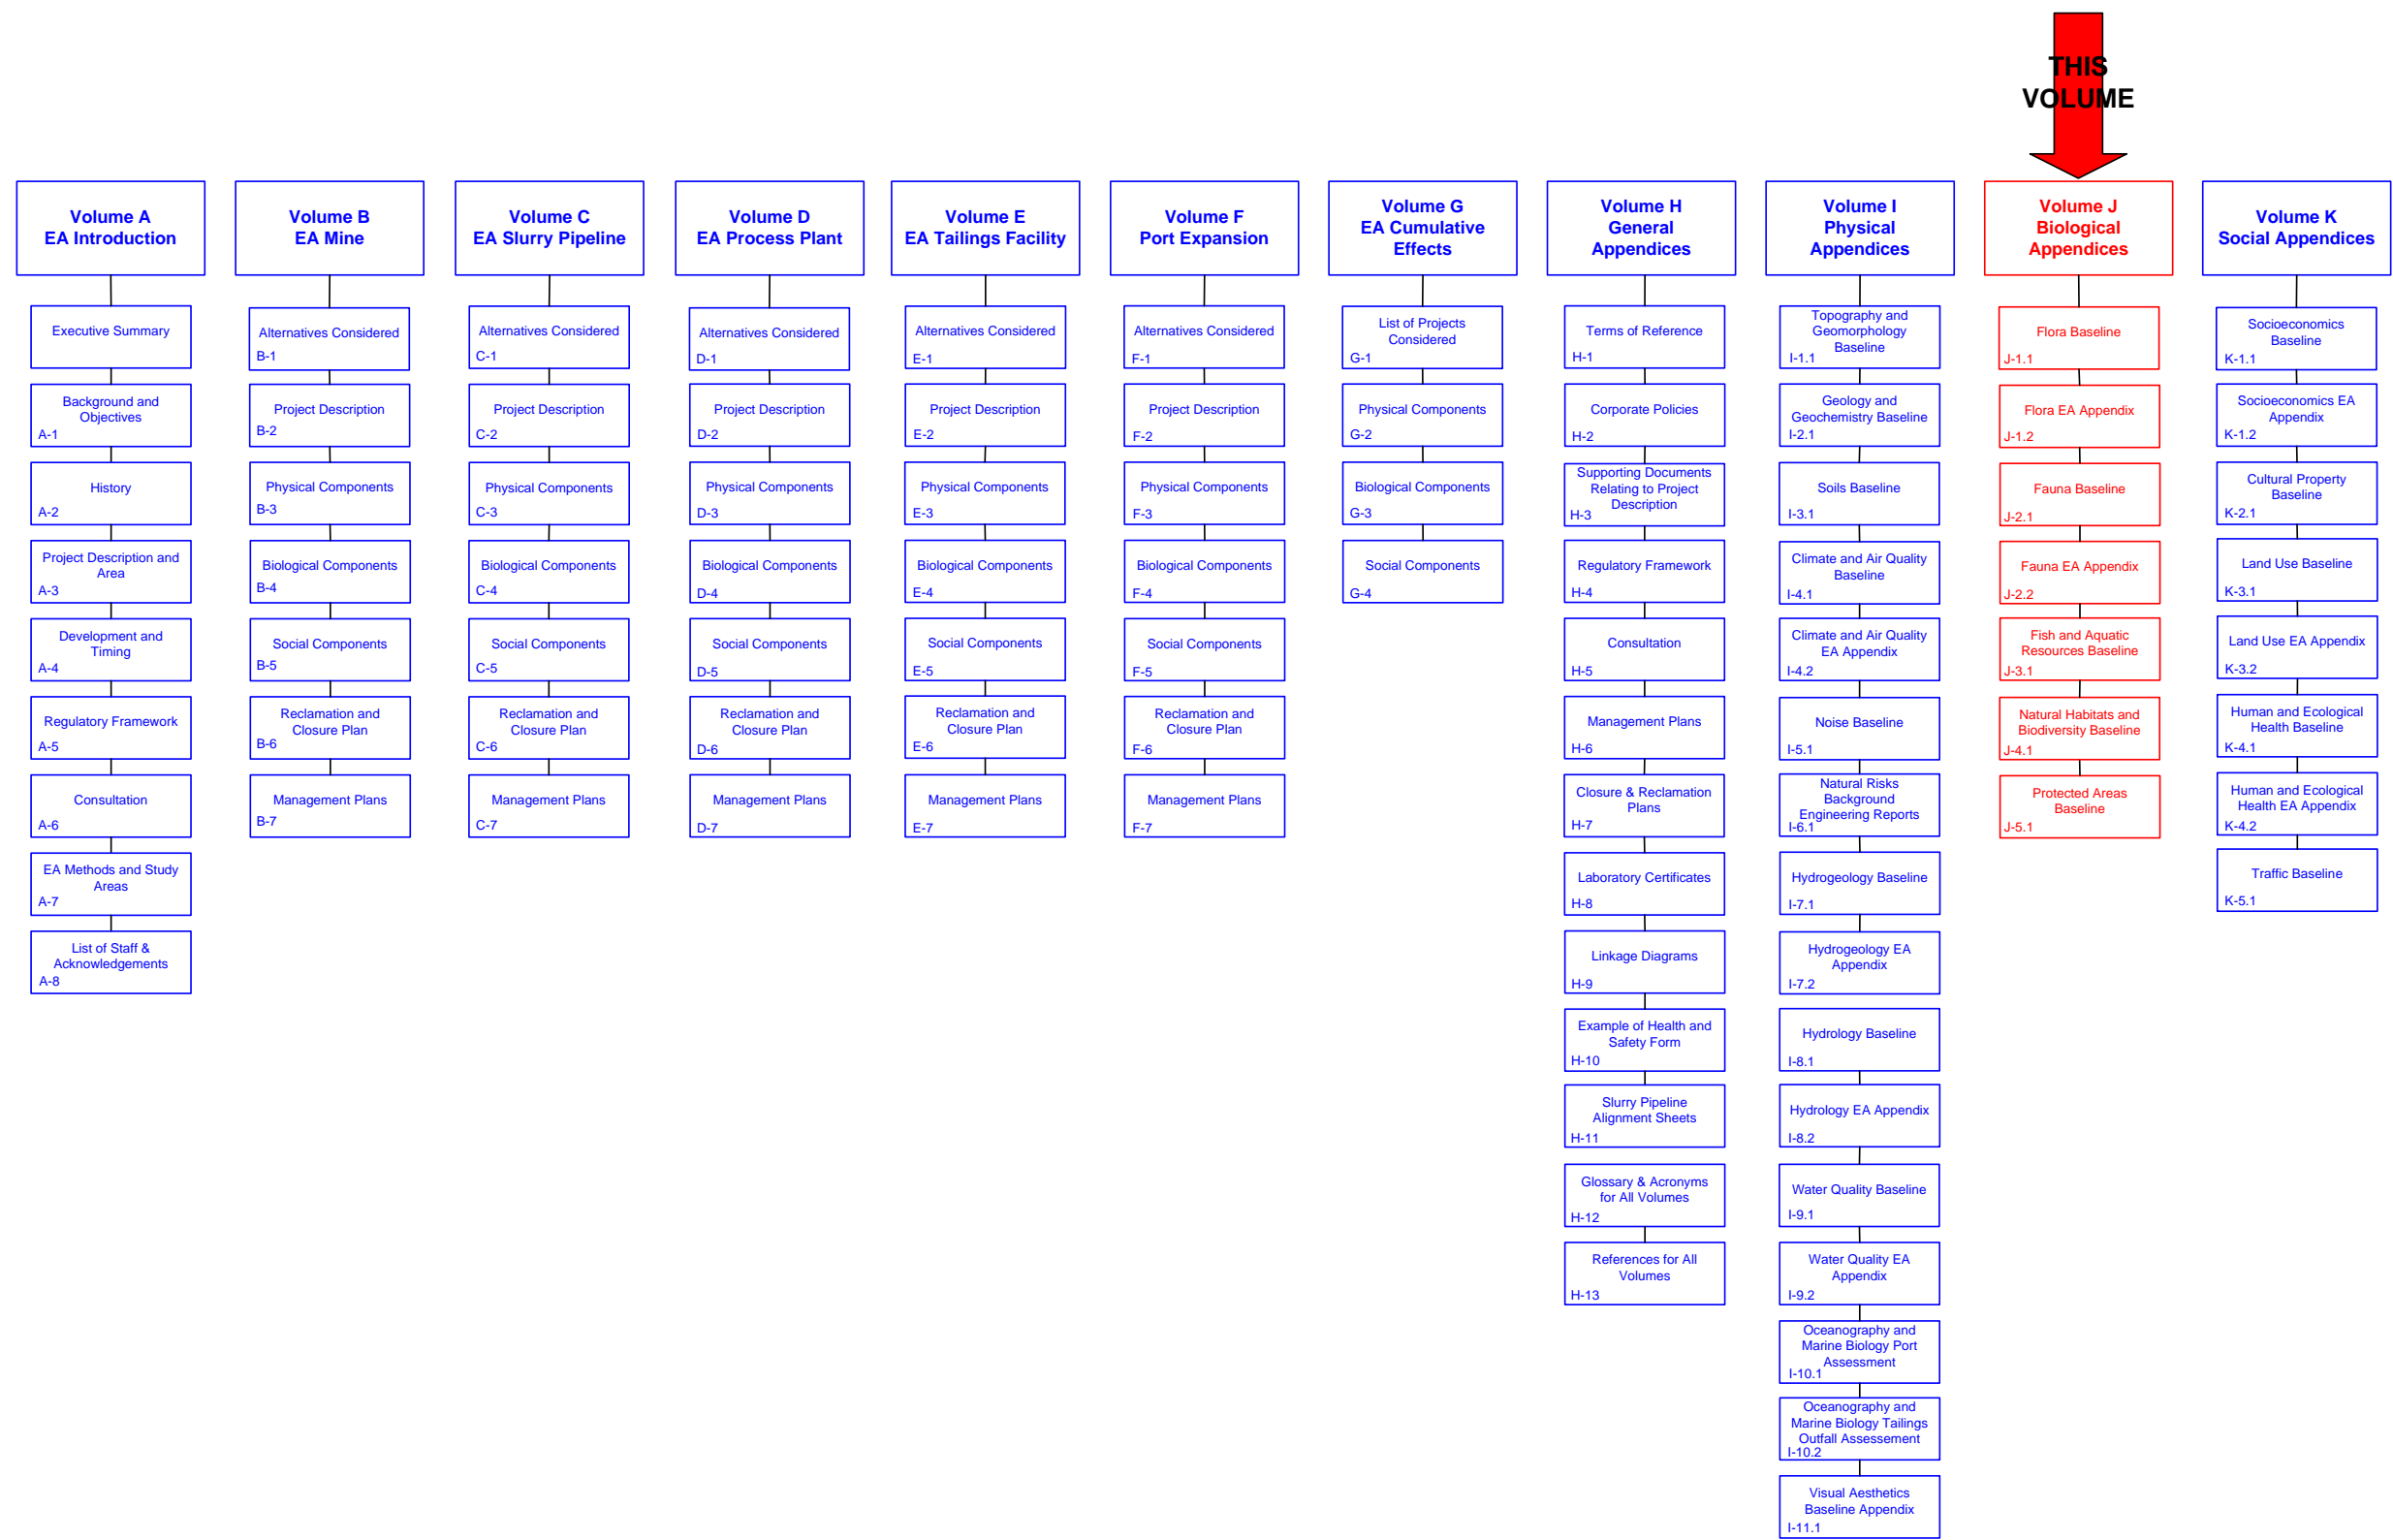 THIS
VOLUME
Volume A
EA Introduction
Executive Summary
Background and
Objectives
A-1
History
A-2
Project Description and
Area
A-3
Development and
Timing
A-4
Regulatory Framework
A-5
Consultation
A-6
EA Methods and Study
Areas
A-7
List of Staff &
Acknowledgements
A-8
Volume B
EA Mine
Alternatives Considered
B-1
Project Description
B-2
Physical Components
B-3
Biological Components
B-4
Social Components
B-5
Reclamation and
Closure Plan
B-6
Management Plans
B-7
Volume C
EA Slurry Pipeline
Alternatives Considered
C-1
Project Description
C-2
Physical Components
C-3
Biological Components
C-4
Social Components
C-5
Reclamation and
Closure Plan
C-6
Management Plans
C-7
Volume D
EA Process Plant
Alternatives Considered
D-1
Project Description
D-2
Physical Components
D-3
Biological Components
D-4
Social Components
D-5
Reclamation and
Closure Plan
D-6
Management Plans
D-7
Volume E
EA Tailings Facility
Alternatives Considered
E-1
Project Description
E-2
Physical Components
E-3
Biological Components
E-4
Social Components
E-5
Reclamation and
Closure Plan
E-6
Management Plans
E-7
Volume F
Port Expansion
Alternatives Considered
F-1
Project Description
F-2
Physical Components
F-3
Biological Components
F-4
Social Components
F-5
Reclamation and
Closure Plan
F-6
Management Plans
F-7
Volume G
EA Cumulative
Effects
List of Projects
Considered
G-1
Physical Components
G-2
Biological Components
G-3
Social Components
G-4
Volume H
General
Appendices
Terms of Reference
H-1
Corporate Policies
H-2
Supporting Documents
Relating to Project
Description
H-3
Regulatory Framework
H-4
Consultation
H-5
Management Plans
H-6
Closure & Reclamation
Plans
H-7
Laboratory Certificates
H-8
Linkage Diagrams
H-9
Example of Health and
Safety Form
H-10
Slurry Pipeline
Alignment Sheets
H-11
Glossary & Acronyms
for All Volumes
H-12
References for All
Volumes
H-13
Volume I
Physical
Appendices
Topography and
Geomorphology
Baseline
I-1.1
Geology and
Geochemistry Baseline
I-2.1
Soils Baseline
I-3.1
Climate and Air Quality
Baseline
I-4.1
Climate and Air Quality
EA Appendix
I-4.2
Noise Baseline
I-5.1
Natural Risks
Background
Engineering Reports
I-6.1
Hydrogeology Baseline
I-7.1
Hydrogeology EA
Appendix
I-7.2
Hydrology Baseline
I-8.1
Hydrology EA Appendix
I-8.2
Water Quality Baseline
I-9.1
Water Quality EA
Appendix
I-9.2
Oceanography and
Marine Biology Port
Assessment
I-10.1
Oceanography and
Marine Biology Tailings
Outfall Assessement
I-10.2
Visual Aesthetics
Baseline Appendix
I-11.1
Volume J
Biological
Appendices
Flora Baseline
J-1.1
Flora EA Appendix
J-1.2
Fauna Baseline
J-2.1
Fauna EA Appendix
J-2.2
Fish and Aquatic
Resources Baseline
J-3.1
Natural Habitats and
Biodiversity Baseline
J-4.1
Protected Areas
Baseline
J-5.1
Volume K
Social Appendices
Socioeconomics
Baseline
K-1.1
Socioeconomics EA
Appendix
K-1.2
Cultural Property
Baseline
K-2.1
Land Use Baseline
K-3.1
Land Use EA Appendix
K-3.2
Human and Ecological
Health Baseline
K-4.1
Human and Ecological
Health EA Appendix
K-4.2
Traffic Baseline
K-5.1